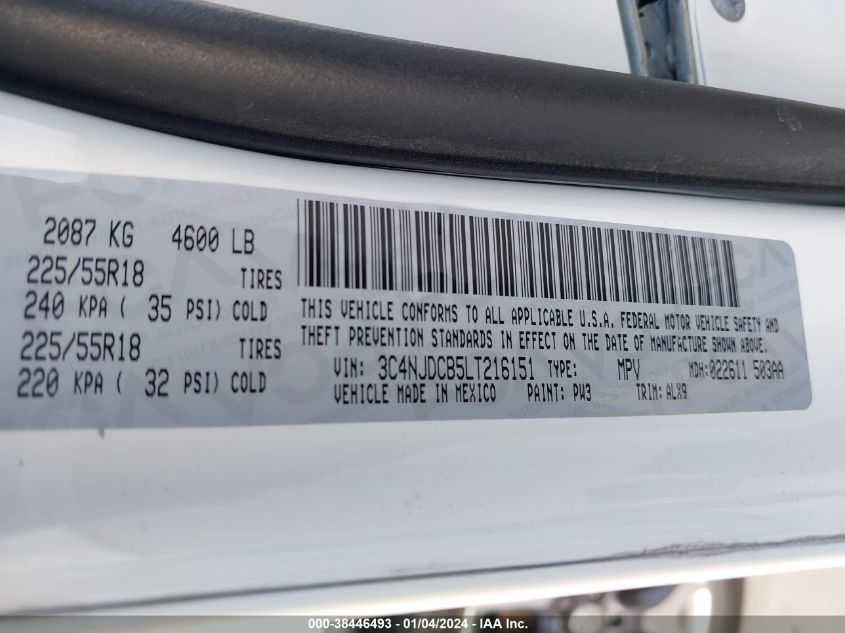 2087 KG 4600 LB
225/55R18 TIRES
240 KPA ( 35 PSI) COLD
225/55R18 TIRES
220 KPA ( 32 PSI) COLD
THIS VEHICLE CONFORMS TO ALL APPLICABLE U.S.A. FEDERAL MOTOR VEHICLE SAFETY AND
THEFT PREVENTION STANDARDS IN EFFECT ON THE DATE OF MANUFACTURE SHOWN ABOVE.
VIN: 3C4NJDCB5LT216151 TYPE: MPV MDH:022611 503AA
VEHICLE MADE IN MEXICO PAINT: PW3 TRIM: ALX9
000-38446493 - 01/04/2024 - IAA Inc.